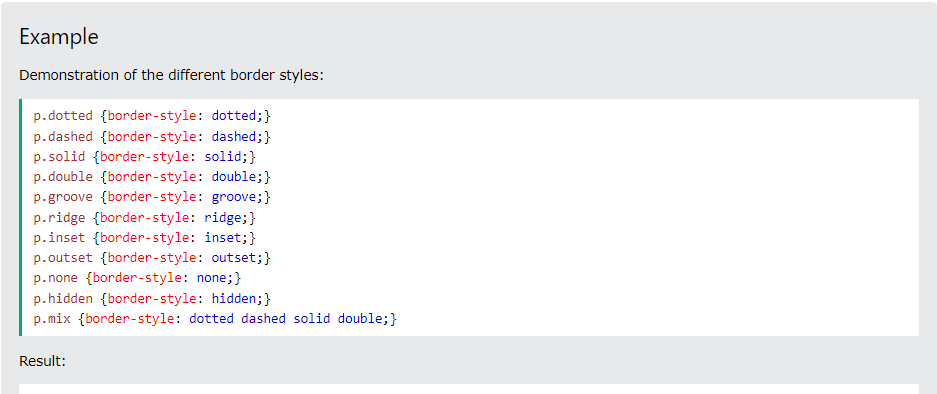 Example
Demonstration of the different border styles:
p.dotted {border-style: dotted;}
p.dashed {border-style: dashed;}
p.solid {border-style: solid;}
p.double {border-style: double;}
p.groove {border-style: groove;}
p.ridge {border-style: ridge;}
p.inset {border-style: inset;}
p.outset {border-style: outset;}
p.none {border-style: none;}
p.hidden {border-style: hidden;}
p.mix {border-style: dotted dashed solid double;}
Result: